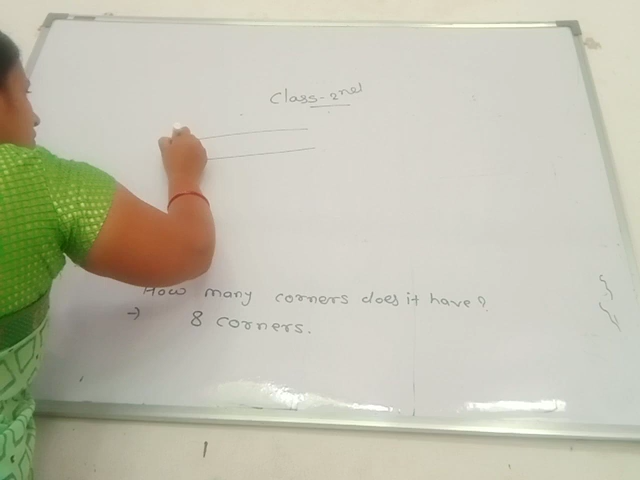 Class-2nd
How many corners does it have?
→ 8 corners.